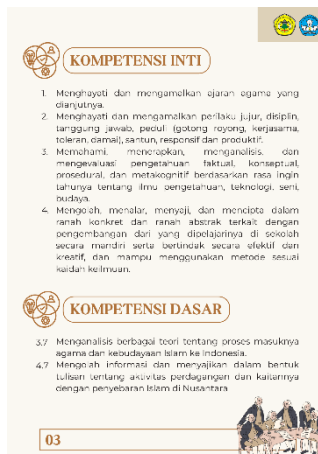 KOMPETENSI INTI
1. Menghayati dan mengamalkan ajaran agama yang
dianjutnya.
2. Menghayati dan mengamalkan perilaku jujur, disiplin,
tanggung jawab, peduli (gotong royong, kerjasama,
toleran, damai), santun, responsif dan produktif.
3. Memahami, menerapkan, menganalisis, dan
mengevaluasi pengetahuan faktual, konseptual,
prosedural, dan metakognitif berdasarkan rasa ingin
tahunya tentang ilmu pengetahuan, teknologi, seni,
budaya.
4. Mengolah, menalar, menyaji, dan mencipta dalam
ranah konkret dan ranah abstrak terkait dengan
pengembangan dari yang dipelajarinya di sekolah
secara mandiri serta bertindak secara efektif dan
kreatif, dan mampu menggunakan metode sesuai
kaidah keilmuan.
KOMPETENSI DASAR
3.7 Menganalisis berbagai teori tentang proses masuknya
agama dan kebudayaan Islam ke Indonesia.
4.7 Mengolah informasi dan menyajikan dalam bentuk
tulisan tentang aktivitas perdagangan dan kaitannya
dengan penyebaran Islam di Nusantara
03